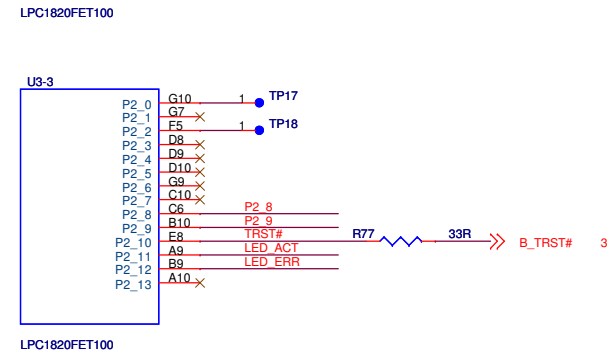 LPC1820FET100
U3-3
P2_0 G10 1 TP17
P2_1 G7
P2_2 F5 1 TP18
P2_3 D8
P2_4 D9
P2_5 D10
P2_6 G9
P2_7 C10
P2_8 C6 P2_8
P2_9 B10 P2_9
P2_10 E8 TRST# R77 33R B_TRST# 3
P2_11 A9 LED_ACT
P2_12 B9 LED_ERR
P2_13 A10
LPC1820FET100